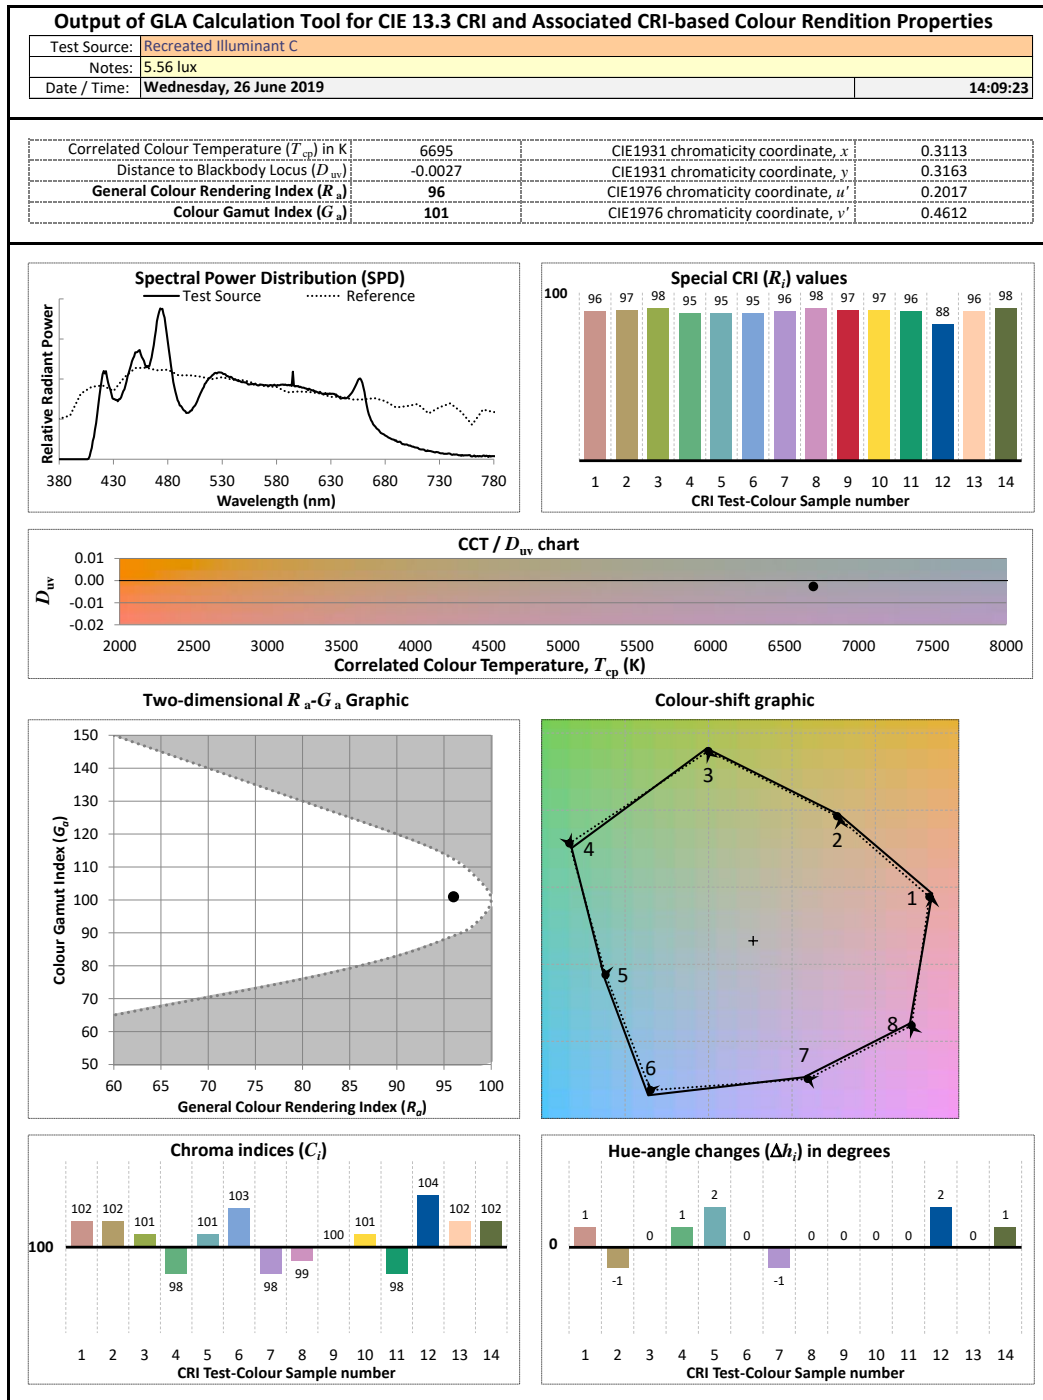 Output of GLA Calculation Tool for CIE 13.3 CRI and Associated CRI-based Colour Rendition Properties
Test Source: Recreated Illuminant C
Notes: 5.56 lux
Date / Time: Wednesday, 26 June 2019 14:09:23
Correlated Colour Temperature (Tcp) in K 6695 CIE1931 chromaticity coordinate, x 0.3113
Distance to Blackbody Locus (Duv) -0.0027 CIE1931 chromaticity coordinate, y 0.3163
General Colour Rendering Index (Ra) 96 CIE1976 chromaticity coordinate, u' 0.2017
Colour Gamut Index (Ga) 101 CIE1976 chromaticity coordinate, v' 0.4612
Spectral Power Distribution (SPD)
Test Source Reference
Relative Radiant Power
380 430 480 530 580 630 680 730 780
Wavelength (nm)
Special CRI (Ri) values
100
96 97 98 95 95 95 96 98 97 97 96 88 96 98
1 2 3 4 5 6 7 8 9 10 11 12 13 14
CRI Test-Colour Sample number
CCT / Duv chart
Duv
0.01
0.00
-0.01
-0.02
2000 2500 3000 3500 4000 4500 5000 5500 6000 6500 7000 7500 8000
Correlated Colour Temperature, Tcp (K)
Two-dimensional Ra-Ga Graphic
Colour Gamut Index (Ga)
150
140
130
120
110
100
90
80
70
60
50
60 65 70 75 80 85 90 95 100
General Colour Rendering Index (Ra)
Colour-shift graphic
3
2
4
1
5
8
7
6
Chroma indices (Ci)
100
102 102 101 98 101 103 98 99 100 101 98 104 102 102
1 2 3 4 5 6 7 8 9 10 11 12 13 14
CRI Test-Colour Sample number
Hue-angle changes (Δhi) in degrees
0
1 -1 0 1 2 0 -1 0 0 0 0 2 0 1
1 2 3 4 5 6 7 8 9 10 11 12 13 14
CRI Test-Colour Sample number